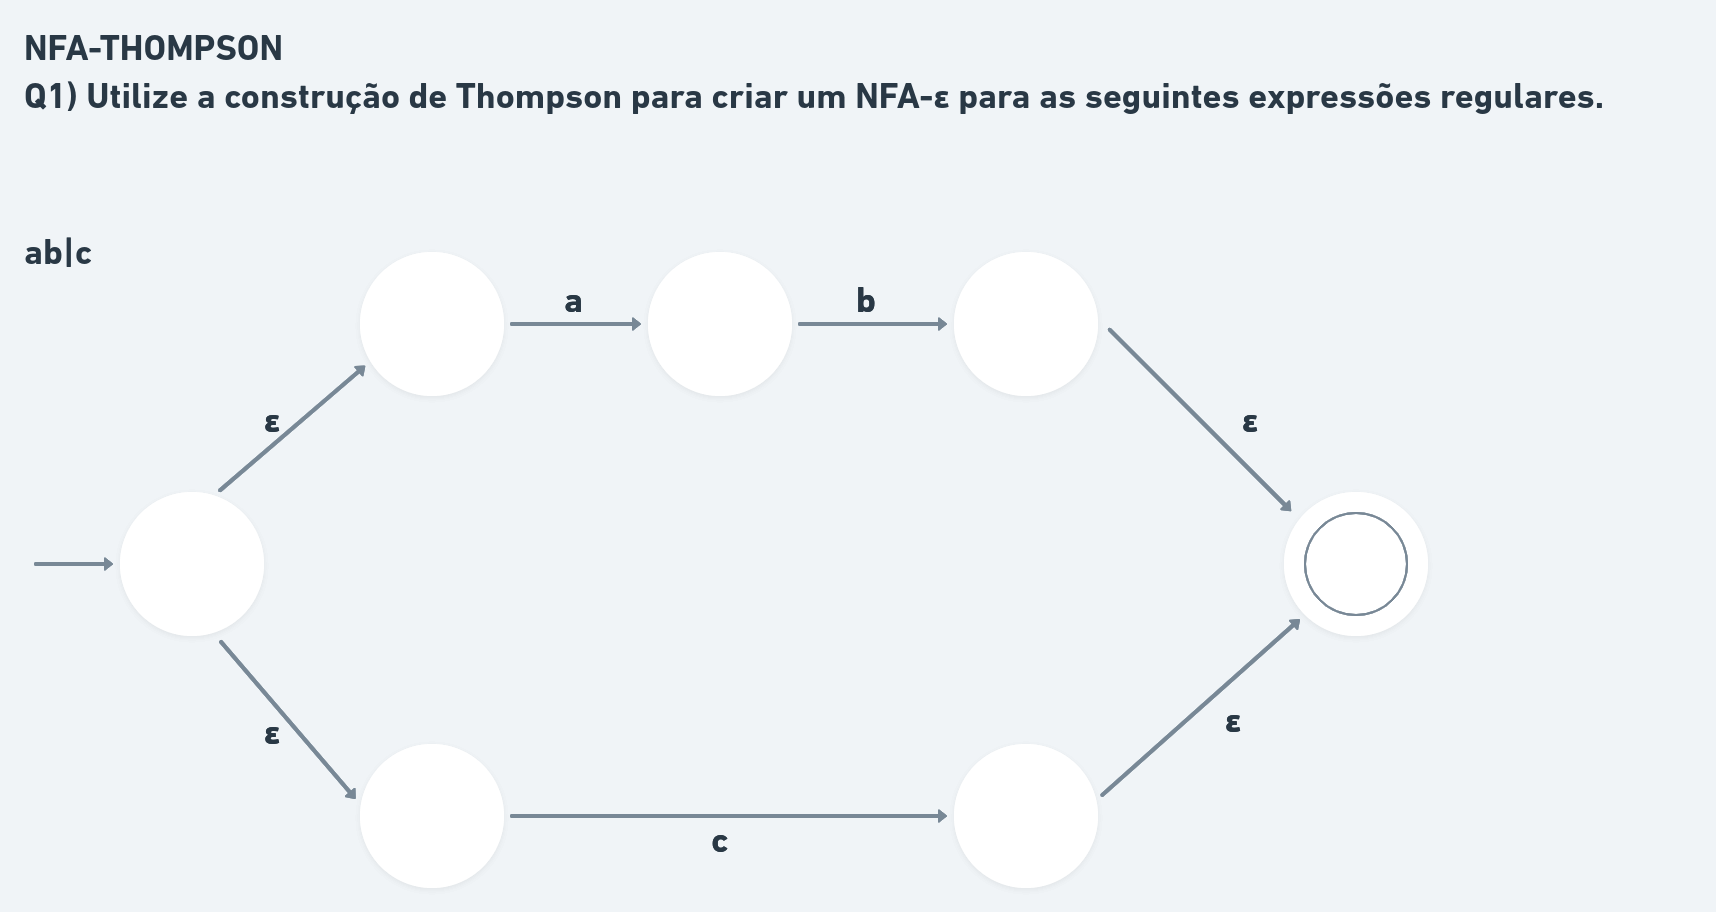 NFA-THOMPSON
Q1) Utilize a construção de Thompson para criar um NFA-ε para as seguintes expressões regulares.
ab|c
a
b
ε
ε
ε
ε
c